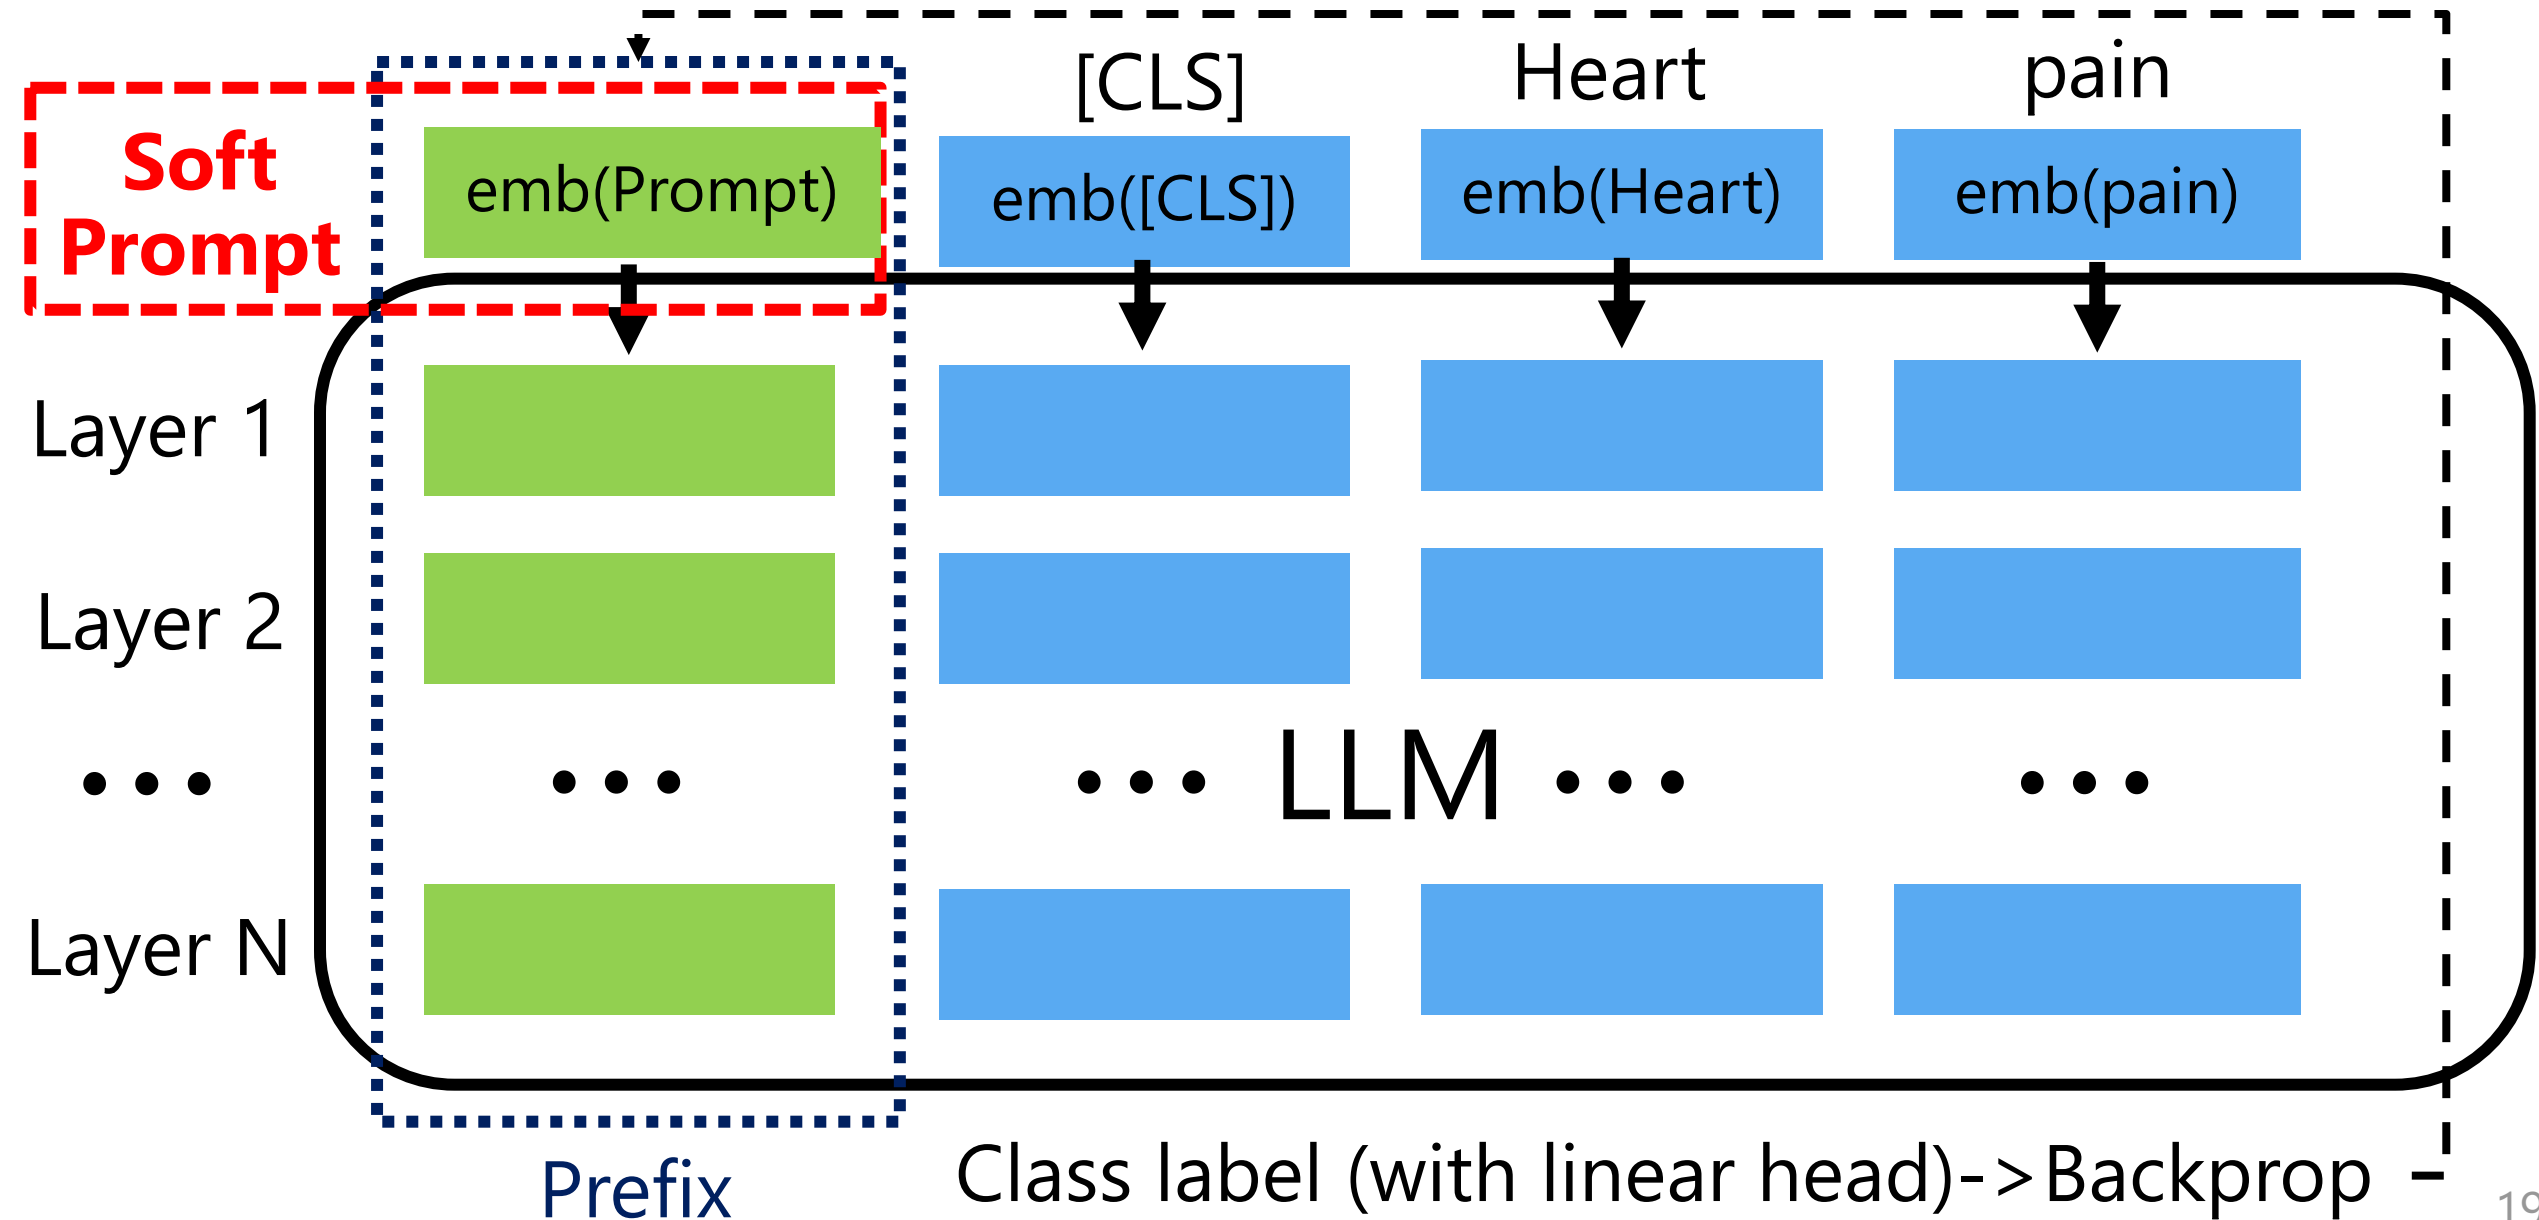 [CLS]
Heart
pain
Soft
Prompt
emb(Prompt)
emb([CLS])
emb(Heart)
emb(pain)
Layer 1
Layer 2
LLM
Layer N
Prefix
Class label (with linear head)->Backprop
19